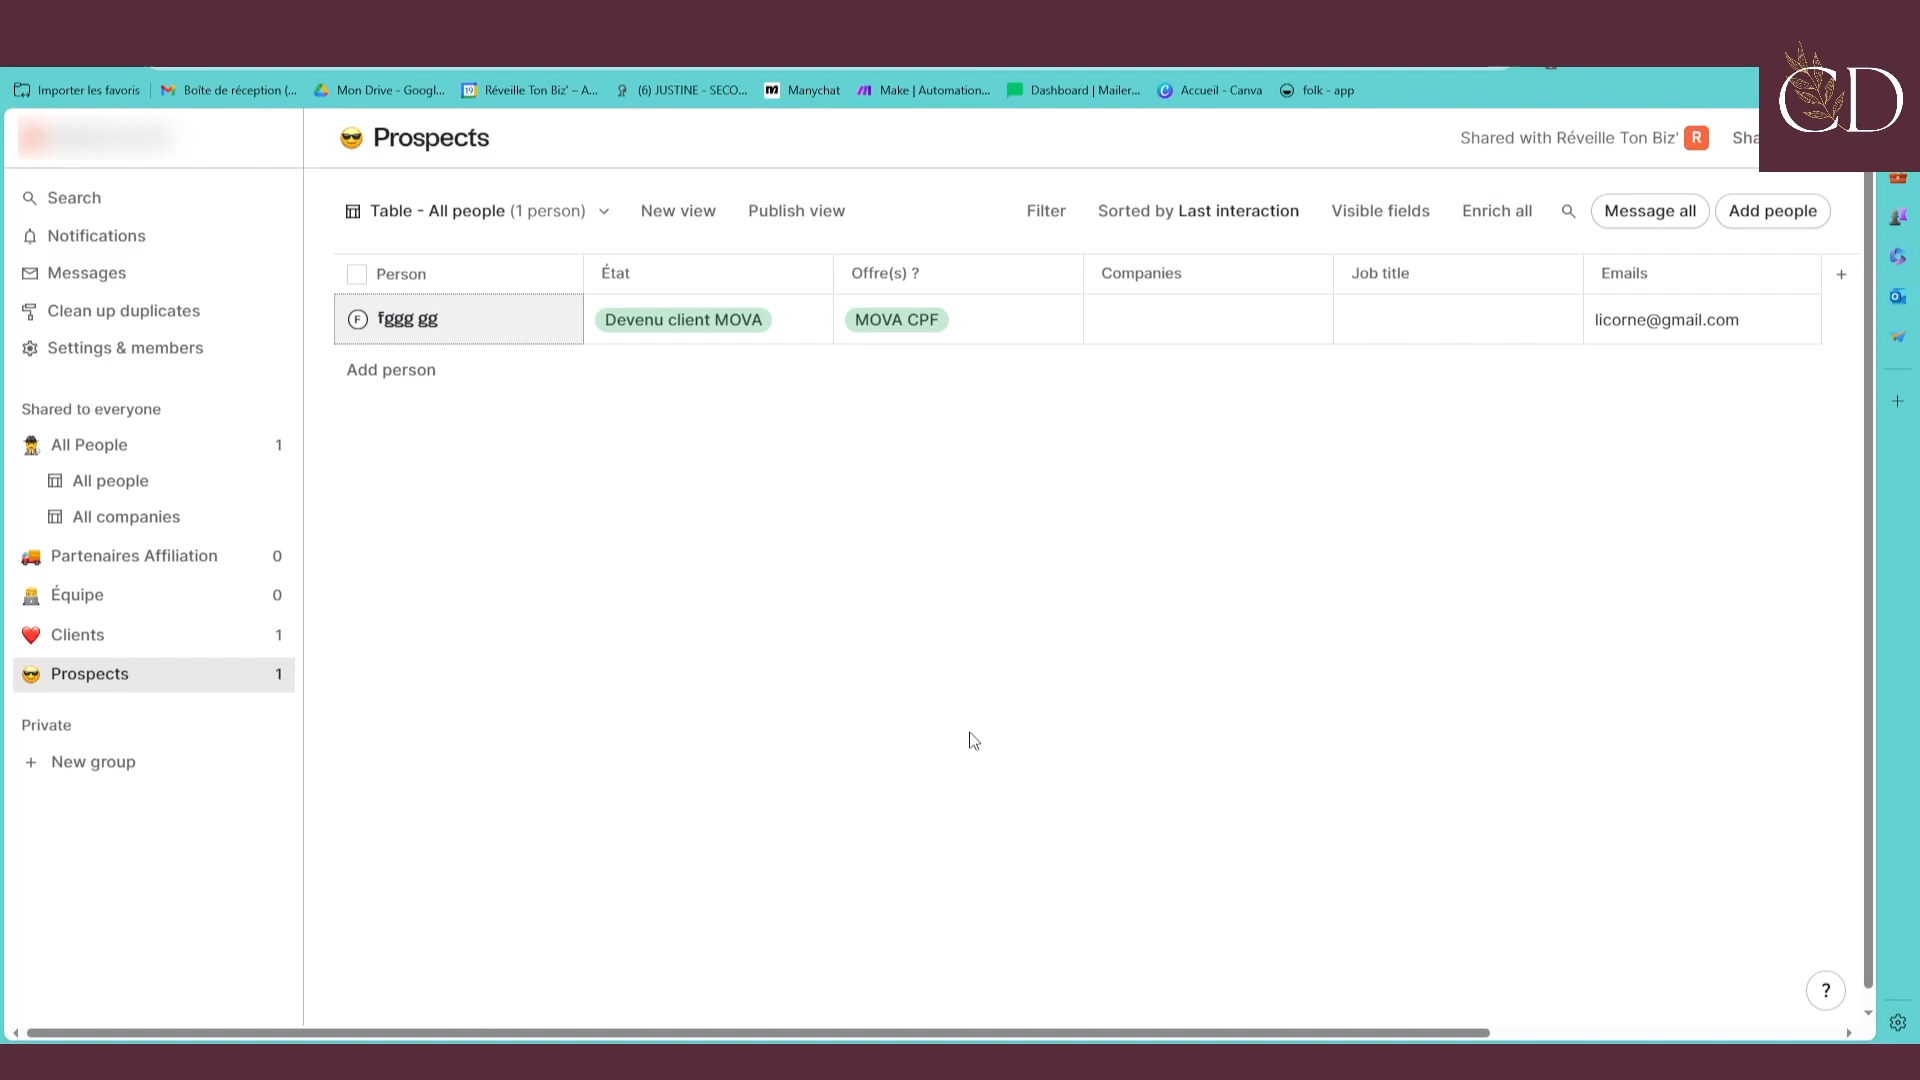 CD
Importer les favoris
Boîte de réception (...
Mon Drive - Googl...
Réveille Ton Biz' – A...
(6) JUSTINE - SECO...
Manychat
Make | Automation...
Dashboard | Mailer...
Accueil - Canva
folk - app
Prospects
Shared with Réveille Ton Biz' R
Search
Notifications
Messages
Clean up duplicates
Settings & members
Table - All people (1 person)
New view
Publish view
Filter
Sorted by Last interaction
Visible fields
Enrich all
Message all
Add people
Person
État
Offre(s) ?
Companies
Job title
Emails
F fggg gg
Devenu client MOVA
MOVA CPF
licorne@gmail.com
Add person
Shared to everyone
All People 1
All people
All companies
Partenaires Affiliation 0
Équipe 0
Clients 1
Prospects 1
Private
New group
?